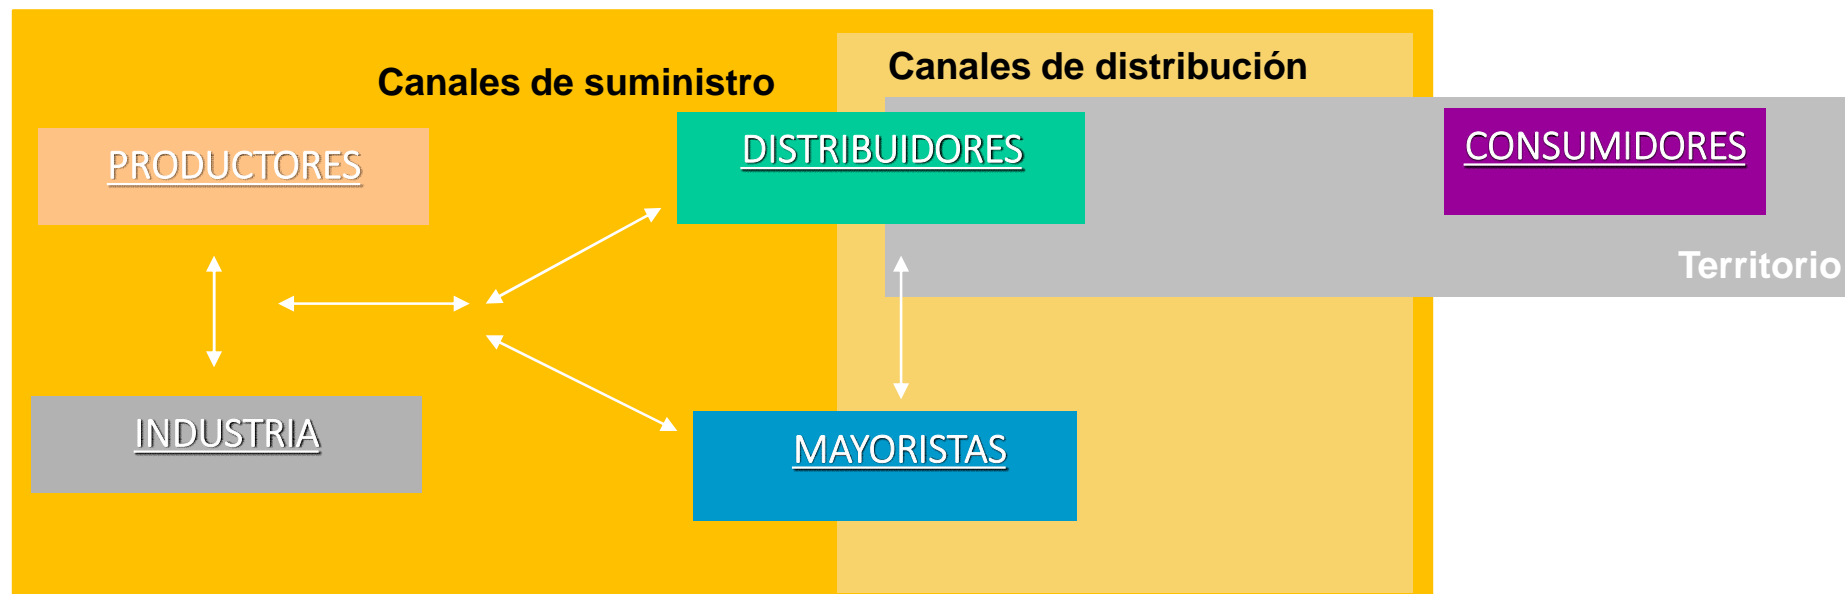 Canales de suministro
Canales de distribución
PRODUCTORES
DISTRIBUIDORES
CONSUMIDORES
Territorio
INDUSTRIA
MAYORISTAS